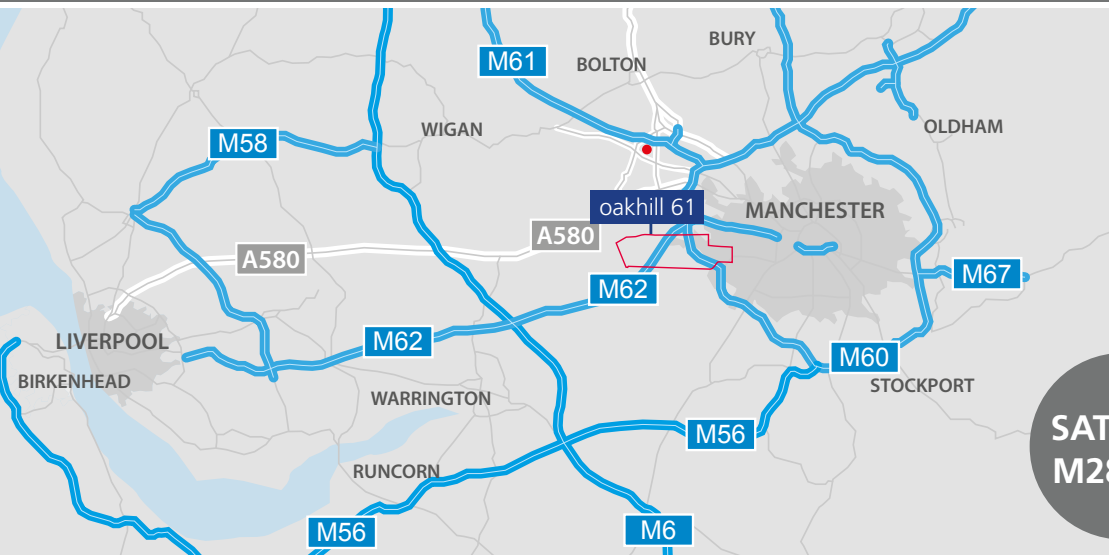 BURY
M61
BOLTON
WIGAN
OLDHAM
M58
oakhill 61
MANCHESTER
A580
A580
M67
M62
M62
LIVERPOOL
M60
BIRKENHEAD
STOCKPORT
WARRINGTON
SAT
M28
M56
RUNCORN
M56
M6